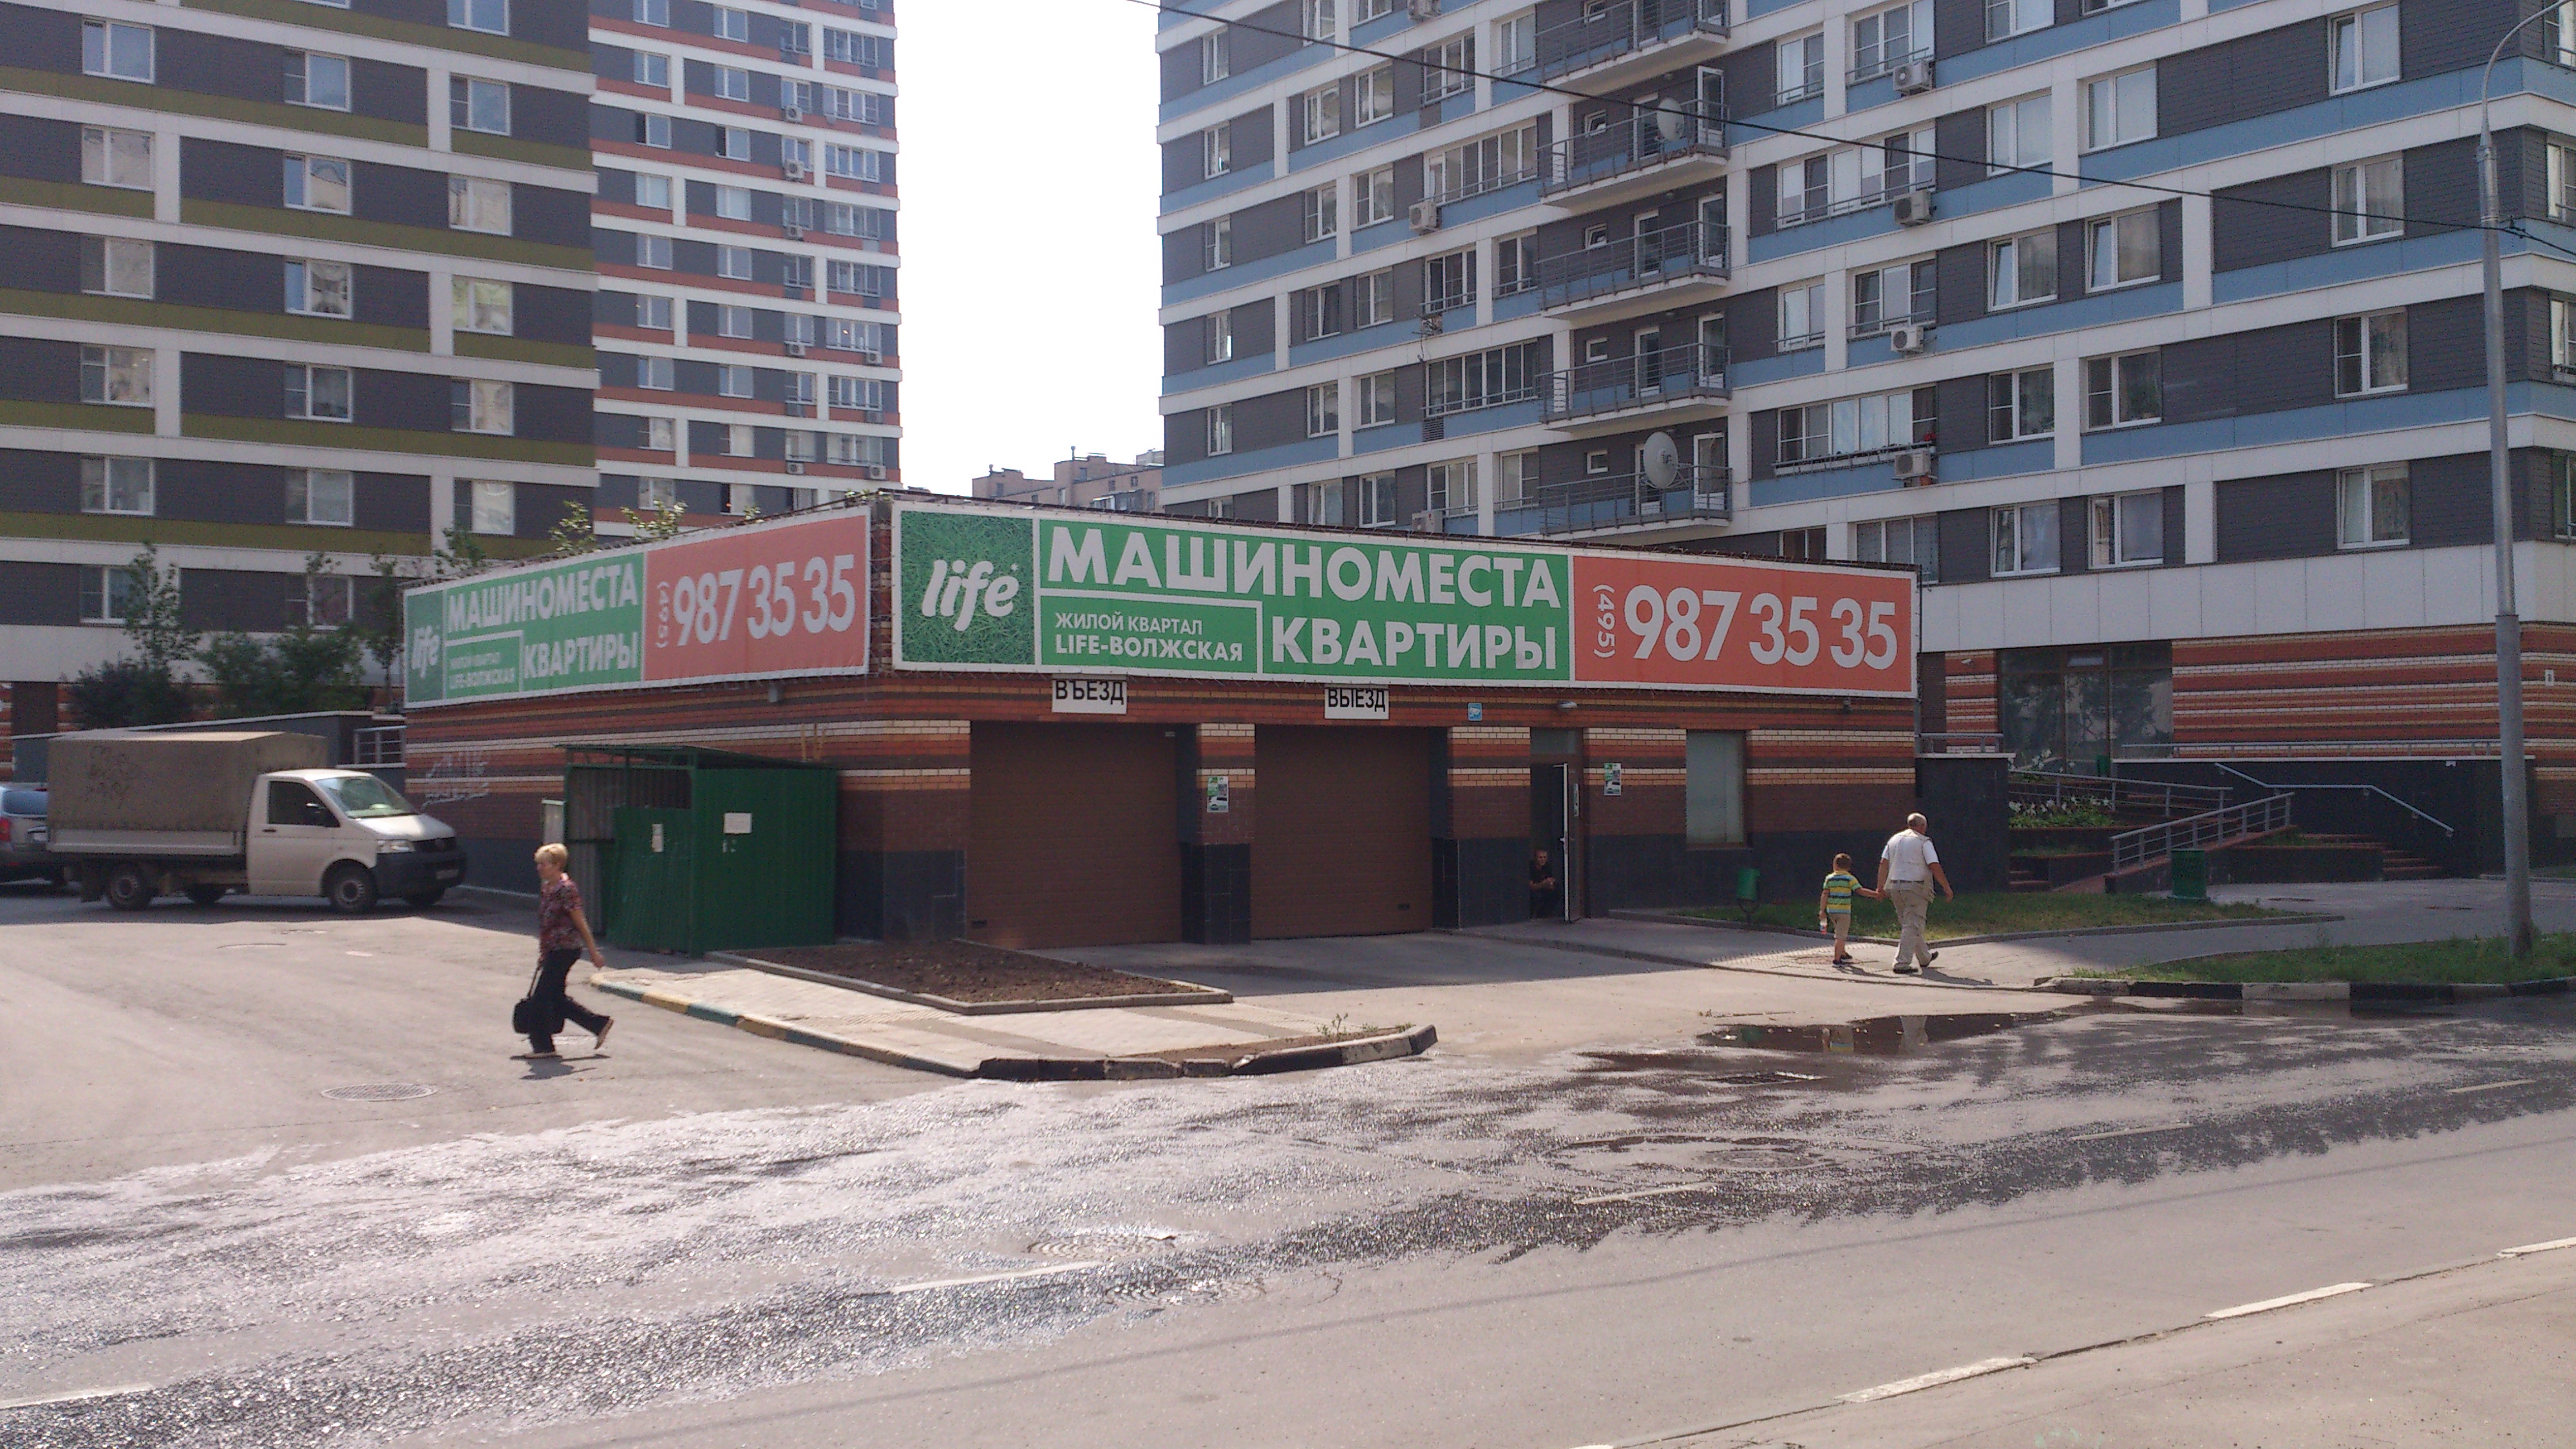 life
МАШИНОМЕСТА
ЖИЛОЙ КВАРТАЛ
LIFE-ВОЛЖСКАЯ
КВАРТИРЫ
(495) 987 35 35
life
МАШИНОМЕСТА
ЖИЛОЙ КВАРТАЛ
LIFE-ВОЛЖСКАЯ
КВАРТИРЫ
(495) 987 35 35
ВЪЕЗД
ВЫЕЗД